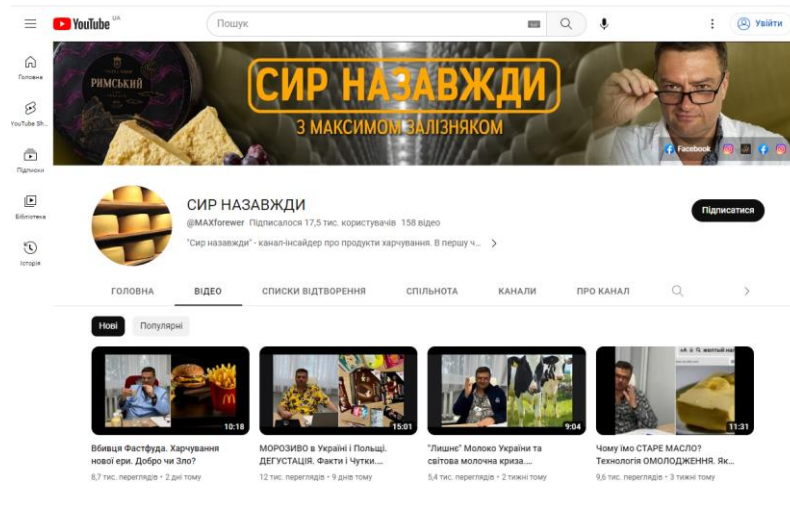 YouTube UA
Пошук
Увійти
Головна
YouTube Sh...
Підписки
Бібліотека
Історія
РИМСЬКИЙ
СИР НАЗАВЖДИ
З МАКСИМОМ ЗАЛІЗНЯКОМ
Facebook
СИР НАЗАВЖДИ
@MAXforewer Підписалося 17,5 тис. користувачів 158 відео
"Сир назавжди" - канал-інсайдер про продукти харчування. В першу ч...
Підписатися
ГОЛОВНА ВІДЕО СПИСКИ ВІДТВОРЕННЯ СПІЛЬНОТА КАНАЛИ ПРО КАНАЛ
Нові Популярні
10:18 15:01 9:04 11:31
Вбивця Фастфуда. Харчування
нової ери. Добро чи Зло?
8,7 тис. переглядів • 2 дні тому
МОРОЗИВО в Україні і Польщі.
ДЕГУСТАЦІЯ. Факти і Чутки....
12 тис. переглядів • 9 днів тому
"Лишнє" Молоко України та
світова молочна криза....
5,4 тис. переглядів • 2 тижні тому
Чому їмо СТАРЕ МАСЛО?
Технологія ОМОЛОДЖЕННЯ. Як...
9,6 тис. переглядів • 3 тижні тому